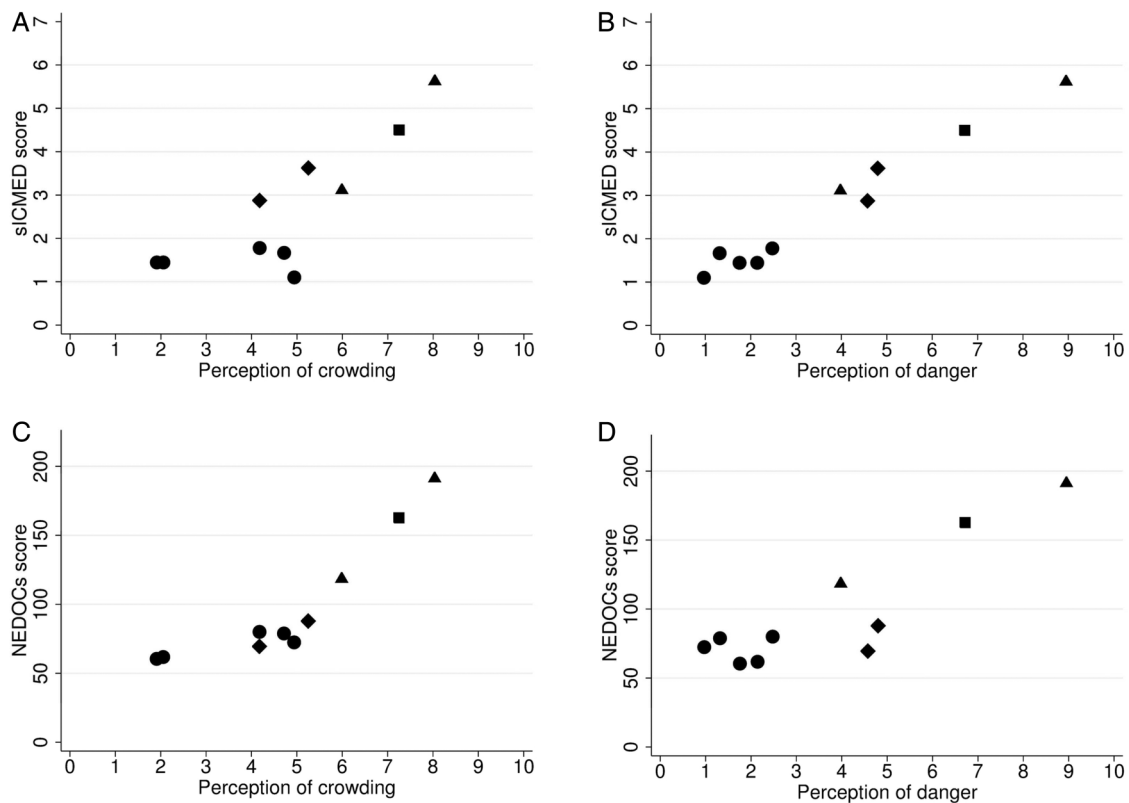 A
7
6
5
4
3
2
1
0
sICMED score
0 1 2 3 4 5 6 7 8 9 10
Perception of crowding
B
7
6
5
4
3
2
1
0
sICMED score
0 1 2 3 4 5 6 7 8 9 10
Perception of danger
C
200
150
100
50
0
NEDOCs score
0 1 2 3 4 5 6 7 8 9 10
Perception of crowding
D
200
150
100
50
0
NEDOCs score
0 1 2 3 4 5 6 7 8 9 10
Perception of danger